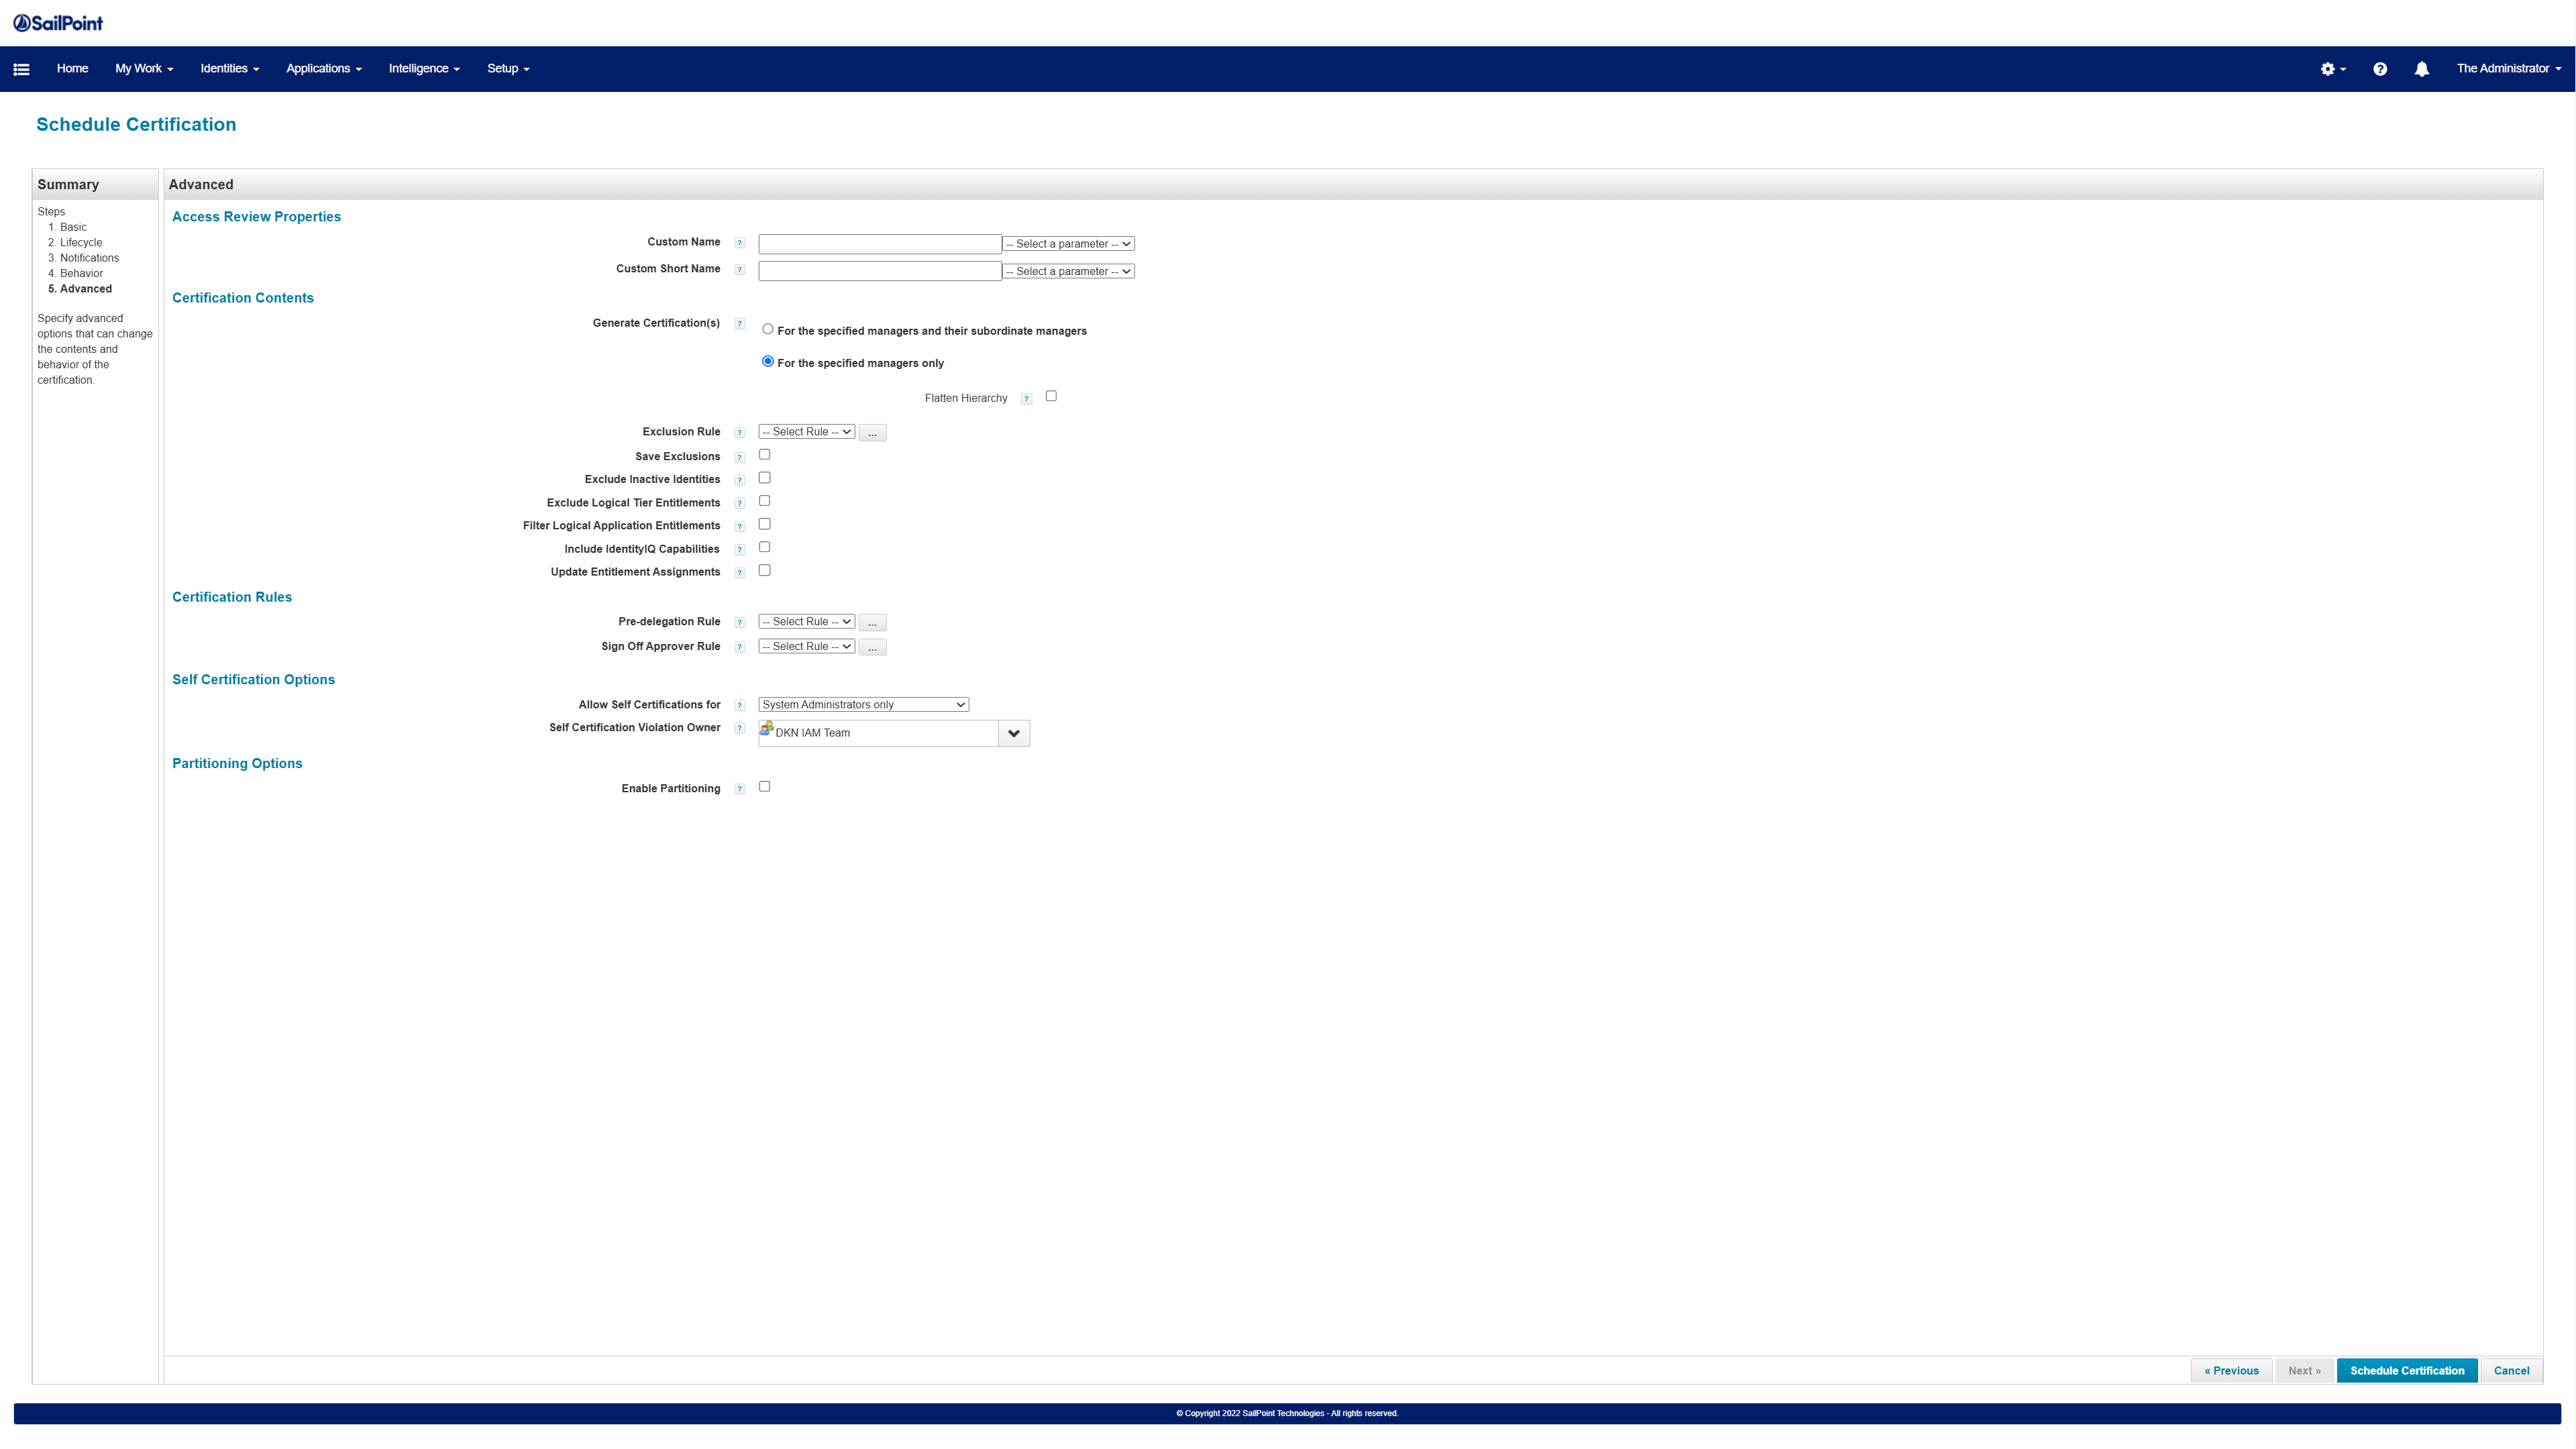 SailPoint
Home
My Work
Identities
Applications
Intelligence
Setup
The Administrator
Schedule Certification
Summary
Steps
1. Basic
2. Lifecycle
3. Notifications
4. Behavior
5. Advanced
Specify advanced
options that can change
the contents and
behavior of the
certification.
Advanced
Access Review Properties
Custom Name ? -- Select a parameter --
Custom Short Name ? -- Select a parameter --
Certification Contents
Generate Certification(s) ? For the specified managers and their subordinate managers
For the specified managers only
Flatten Hierarchy ?
Exclusion Rule ? -- Select Rule -- ...
Save Exclusions ?
Exclude Inactive Identities ?
Exclude Logical Tier Entitlements ?
Filter Logical Application Entitlements ?
Include IdentityIQ Capabilities ?
Update Entitlement Assignments ?
Certification Rules
Pre-delegation Rule ? -- Select Rule -- ...
Sign Off Approver Rule ? -- Select Rule -- ...
Self Certification Options
Allow Self Certifications for ? System Administrators only
Self Certification Violation Owner ? DKN IAM Team
Partitioning Options
Enable Partitioning ?
« Previous
Next »
Schedule Certification
Cancel
© Copyright 2022 SailPoint Technologies - All rights reserved.